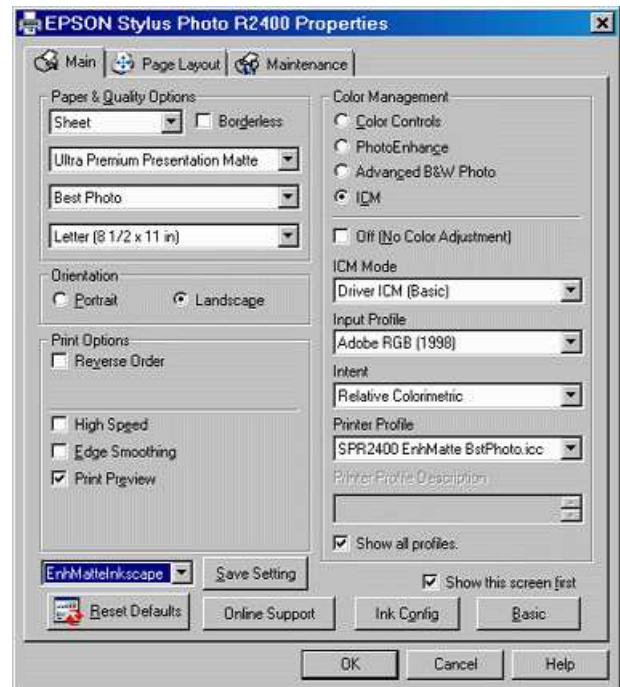 EPSON Stylus Photo R2400 Properties
Main
Page Layout
Maintenance
Paper & Quality Options
Sheet
Borderless
Ultra Premium Presentation Matte
Best Photo
Letter (8 1/2 x 11 in)
Orientation
Portrait
Landscape
Print Options
Reverse Order
High Speed
Edge Smoothing
Print Preview
Color Management
Color Controls
PhotoEnhance
Advanced B&W Photo
ICM
Off (No Color Adjustment)
ICM Mode
Driver ICM (Basic)
Input Profile
Adobe RGB (1998)
Intent
Relative Colorimetric
Printer Profile
SPR2400 EnhMatte BstPhoto.icc
Printer Profile Description
Show all profiles.
EnhMatteInkscape
Save Setting
Show this screen first
Reset Defaults
Online Support
Ink Config
Basic
OK
Cancel
Help